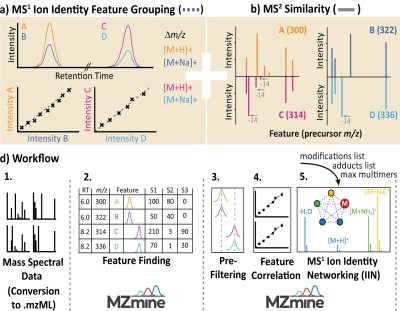 a) MS¹ Ion Identity Feature Grouping
b) MS² Similarity
Intensity
A
B
C
D
Δm/z
[M+H]+
[M+Na]+
Retention Time
Intensity A
Intensity B
Intensity C
Intensity D
[M+H]+
[M+Na]+
Intensity
A (300)
-14
-14
C (314)
B (322)
D (336)
Feature (precursor m/z)
d) Workflow
modifications list
adducts list
max multimers
1.
Mass Spectral
Data
(Conversion
to .mzML)
2.
RT m/z Feature S1 S2 S3
6.0 300 A 100 80 0
6.0 322 B 50 40 0
8.2 314 C 210 3 90
8.2 336 D 70 1 30
Feature Finding
MZmine
3.
Pre-
Filtering
4.
Feature
Correlation
5.
[M+Na]+
M
-H₂O
[M+NH₄]+
[M+H]+
MS¹ Ion Identity
Networking (IIN)
MZmine